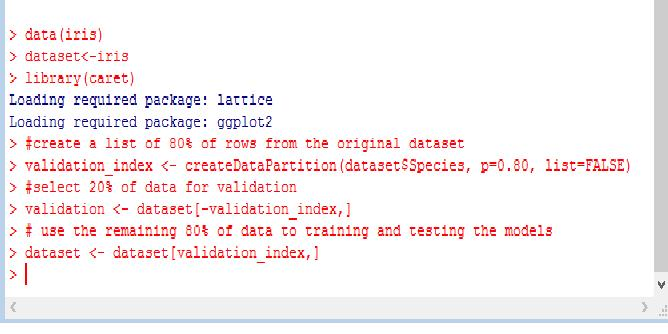 > data(iris)
> dataset<-iris
> library(caret)
Loading required package: lattice
Loading required package: ggplot2
> #create a list of 80% of rows from the original dataset
> validation_index <- createDataPartition(dataset$Species, p=0.80, list=FALSE)
> #select 20% of data for validation
> validation <- dataset[-validation_index,]
> # use the remaining 80% of data to training and testing the models
> dataset <- dataset[validation_index,]
>